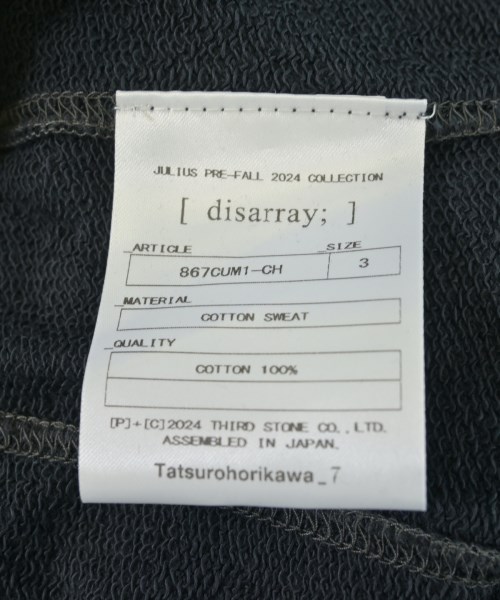 JULIUS PRE-FALL 2024 COLLECTION
[ disarray; ]
_ARTICLE _SIZE
867CUM1-CH 3
_MATERIAL
COTTON SWEAT
_QUALITY
COTTON 100%
[P]+[C]2024 THIRD STONE CO.,LTD.
ASSEMBLED IN JAPAN.
Tatsurohorikawa_7